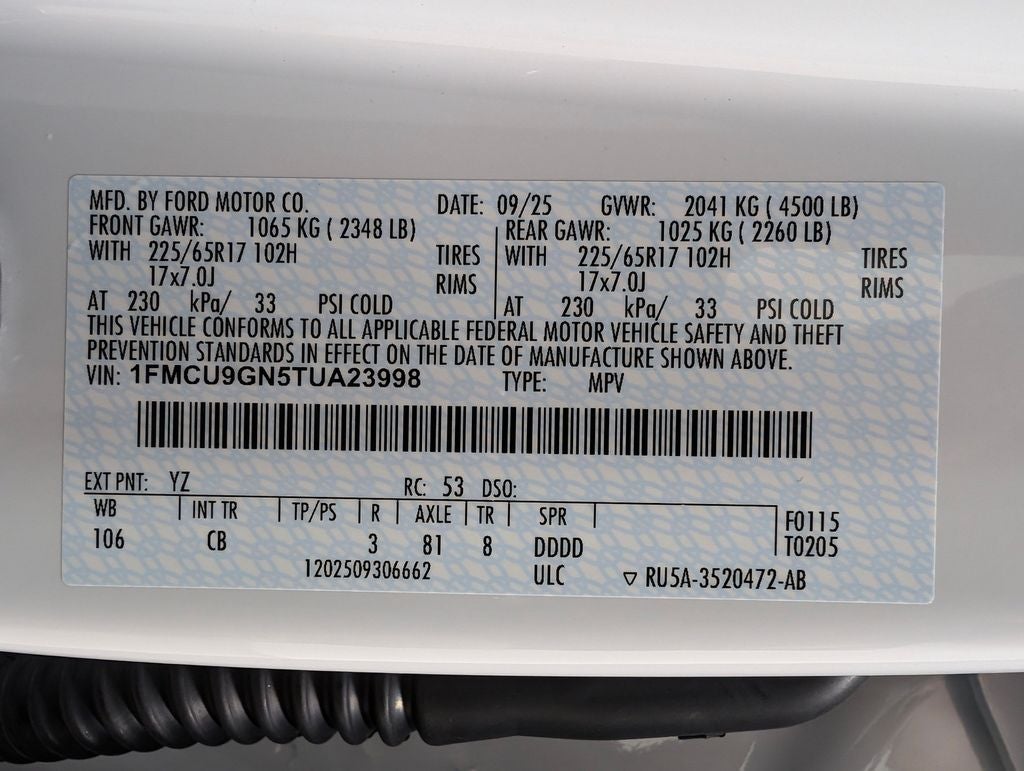 MFD. BY FORD MOTOR CO. DATE: 09/25 GVWR: 2041 KG ( 4500 LB)
FRONT GAWR: 1065 KG ( 2348 LB) REAR GAWR: 1025 KG ( 2260 LB)
WITH 225/65R17 102H TIRES WITH 225/65R17 102H TIRES
17x7.0J RIMS 17x7.0J RIMS
AT 230 kPa/ 33 PSI COLD AT 230 kPa/ 33 PSI COLD
THIS VEHICLE CONFORMS TO ALL APPLICABLE FEDERAL MOTOR VEHICLE SAFETY AND THEFT
PREVENTION STANDARDS IN EFFECT ON THE DATE OF MANUFACTURE SHOWN ABOVE.
VIN: 1FMCU9GN5TUA23998 TYPE: MPV
EXT PNT: YZ RC: 53 DSO:
WB INT TR TP/PS R AXLE TR SPR F0115
106 CB 3 81 8 DDDD T0205
1202509306662 ULC ▽ RU5A-3520472-AB